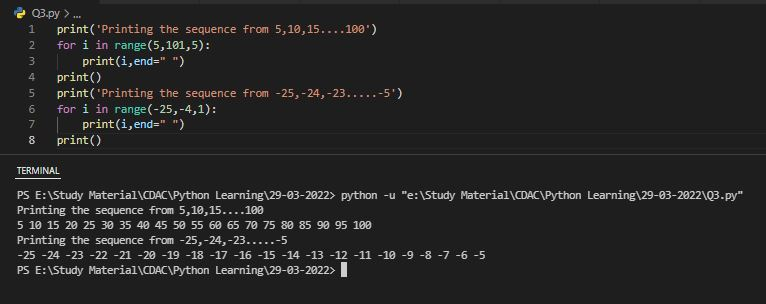 Q3.py > ...
1 print('Printing the sequence from 5,10,15....100')
2 for i in range(5,101,5):
3     print(i,end=" ")
4 print()
5 print('Printing the sequence from -25,-24,-23.....-5')
6 for i in range(-25,-4,1):
7     print(i,end=" ")
8 print()
TERMINAL
PS E:\Study Material\CDAC\Python Learning\29-03-2022> python -u "e:\Study Material\CDAC\Python Learning\29-03-2022\Q3.py"
Printing the sequence from 5,10,15....100
5 10 15 20 25 30 35 40 45 50 55 60 65 70 75 80 85 90 95 100
Printing the sequence from -25,-24,-23.....-5
-25 -24 -23 -22 -21 -20 -19 -18 -17 -16 -15 -14 -13 -12 -11 -10 -9 -8 -7 -6 -5
PS E:\Study Material\CDAC\Python Learning\29-03-2022>